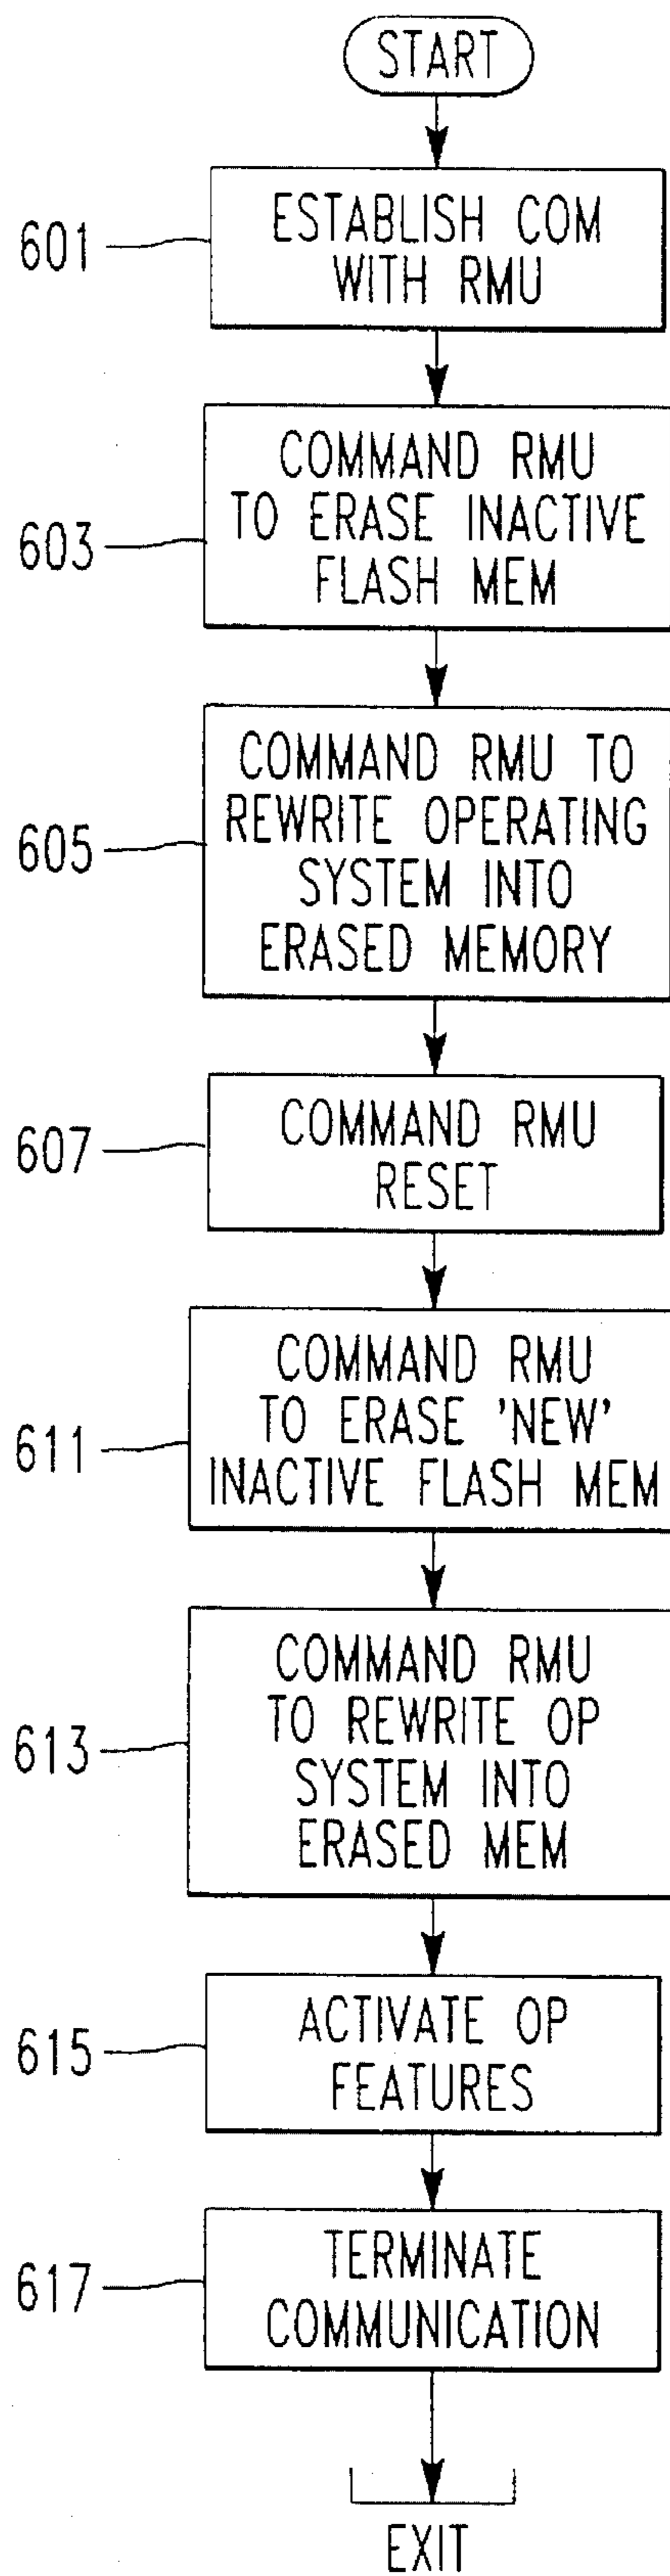 START
601
ESTABLISH COM
WITH RMU
603
COMMAND RMU
TO ERASE INACTIVE
FLASH MEM
605
COMMAND RMU TO
REWRITE OPERATING
SYSTEM INTO
ERASED MEMORY
607
COMMAND RMU
RESET
611
COMMAND RMU
TO ERASE 'NEW'
INACTIVE FLASH MEM
613
COMMAND RMU
TO REWRITE OP
SYSTEM INTO
ERASED MEM
615
ACTIVATE OP
FEATURES
617
TERMINATE
COMMUNICATION
EXIT